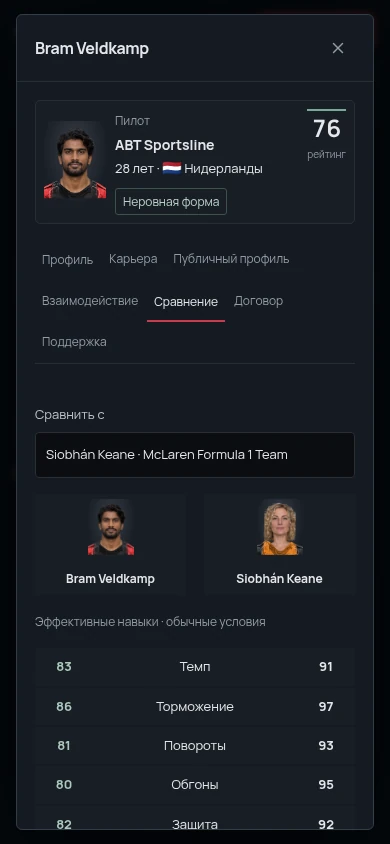 Bram Veldkamp
Пилот
ABT Sportsline
28 лет · 🇳🇱 Нидерланды
Неровная форма
76
рейтинг
Профиль Карьера Публичный профиль
Взаимодействие Сравнение Договор
Поддержка
Сравнить с
Siobhán Keane · McLaren Formula 1 Team
Bram Veldkamp Siobhán Keane
Эффективные навыки · обычные условия
83 Темп 91
86 Торможение 97
81 Повороты 93
80 Обгоны 95
82 Защита 92